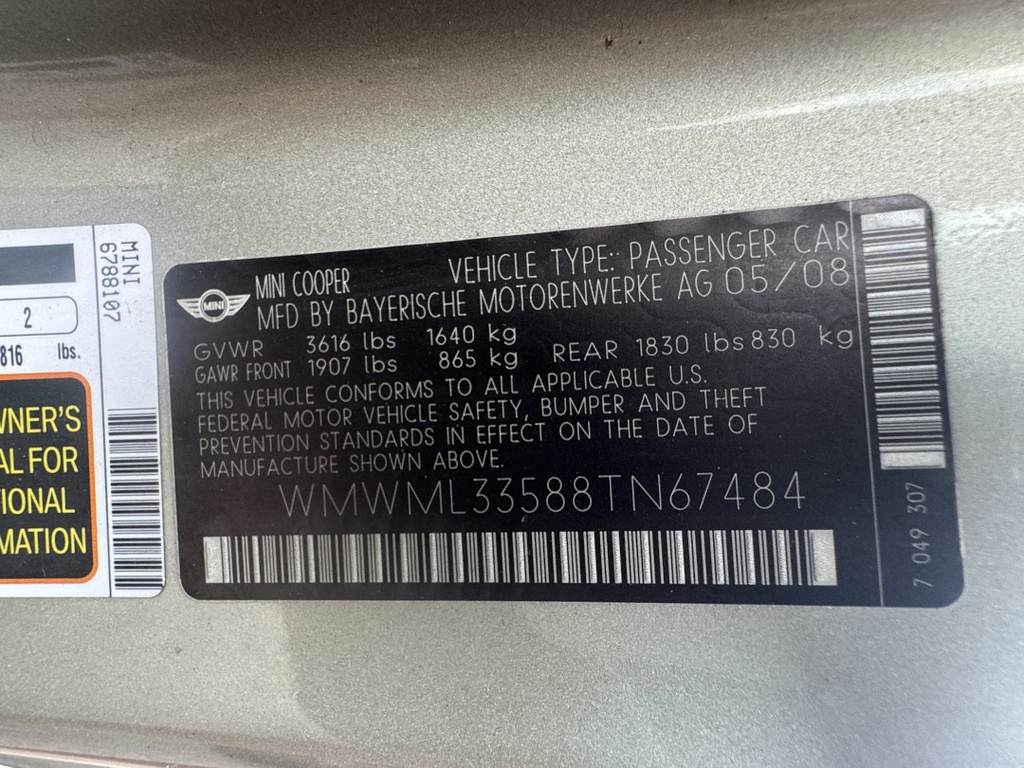 MINI
6788107
2
816 lbs.
WNER'S
AL FOR
TIONAL
MATION
MINI
MINI COOPER VEHICLE TYPE: PASSENGER CAR
MFD BY BAYERISCHE MOTORENWERKE AG 05/08
GVWR 3616 lbs 1640 kg
GAWR FRONT 1907 lbs 865 kg REAR 1830 lbs 830 kg
THIS VEHICLE CONFORMS TO ALL APPLICABLE U.S.
FEDERAL MOTOR VEHICLE SAFETY, BUMPER AND THEFT
PREVENTION STANDARDS IN EFFECT ON THE DATE OF
MANUFACTURE SHOWN ABOVE.
WMWML33588TN67484
7 049 307